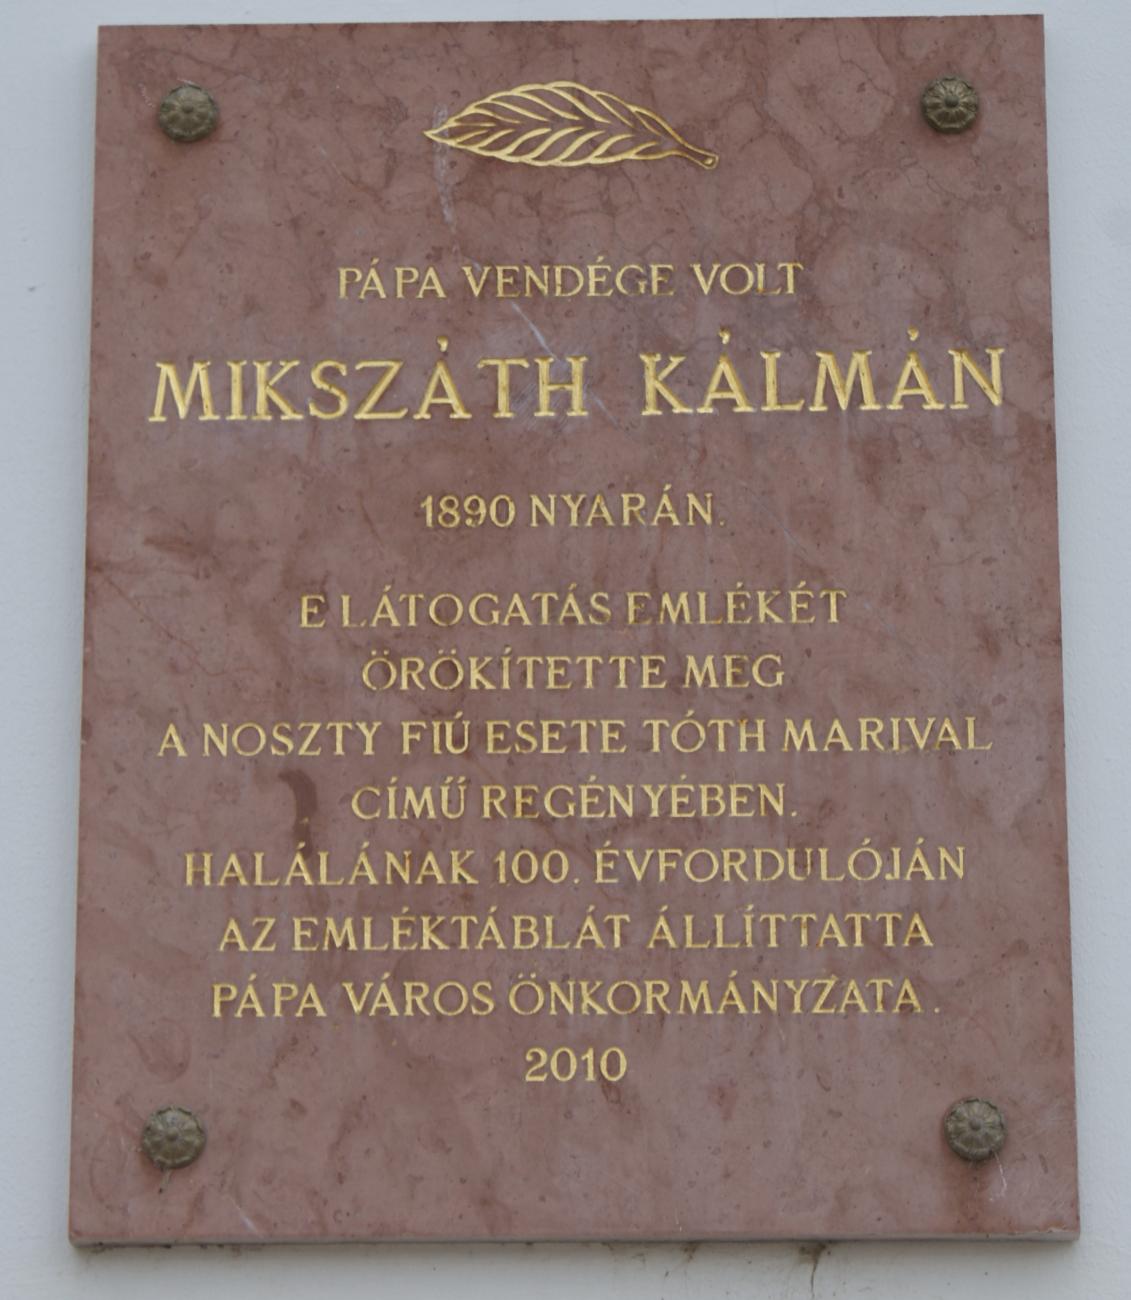 PÁPA VENDÉGE VOLT
MIKSZÁTH KÁLMÁN
1890 NYARÁN.
E LÁTOGATÁS EMLÉKÉT
ÖRÖKÍTETTE MEG
A NOSZTY FIÚ ESETE TÓTH MARIVAL
CÍMŰ REGÉNYÉBEN.
HALÁLÁNAK 100. ÉVFORDULÓJÁN
AZ EMLÉKTÁBLÁT ÁLLÍTTATTA
PÁPA VÁROS ÖNKORMÁNYZATA.
2010